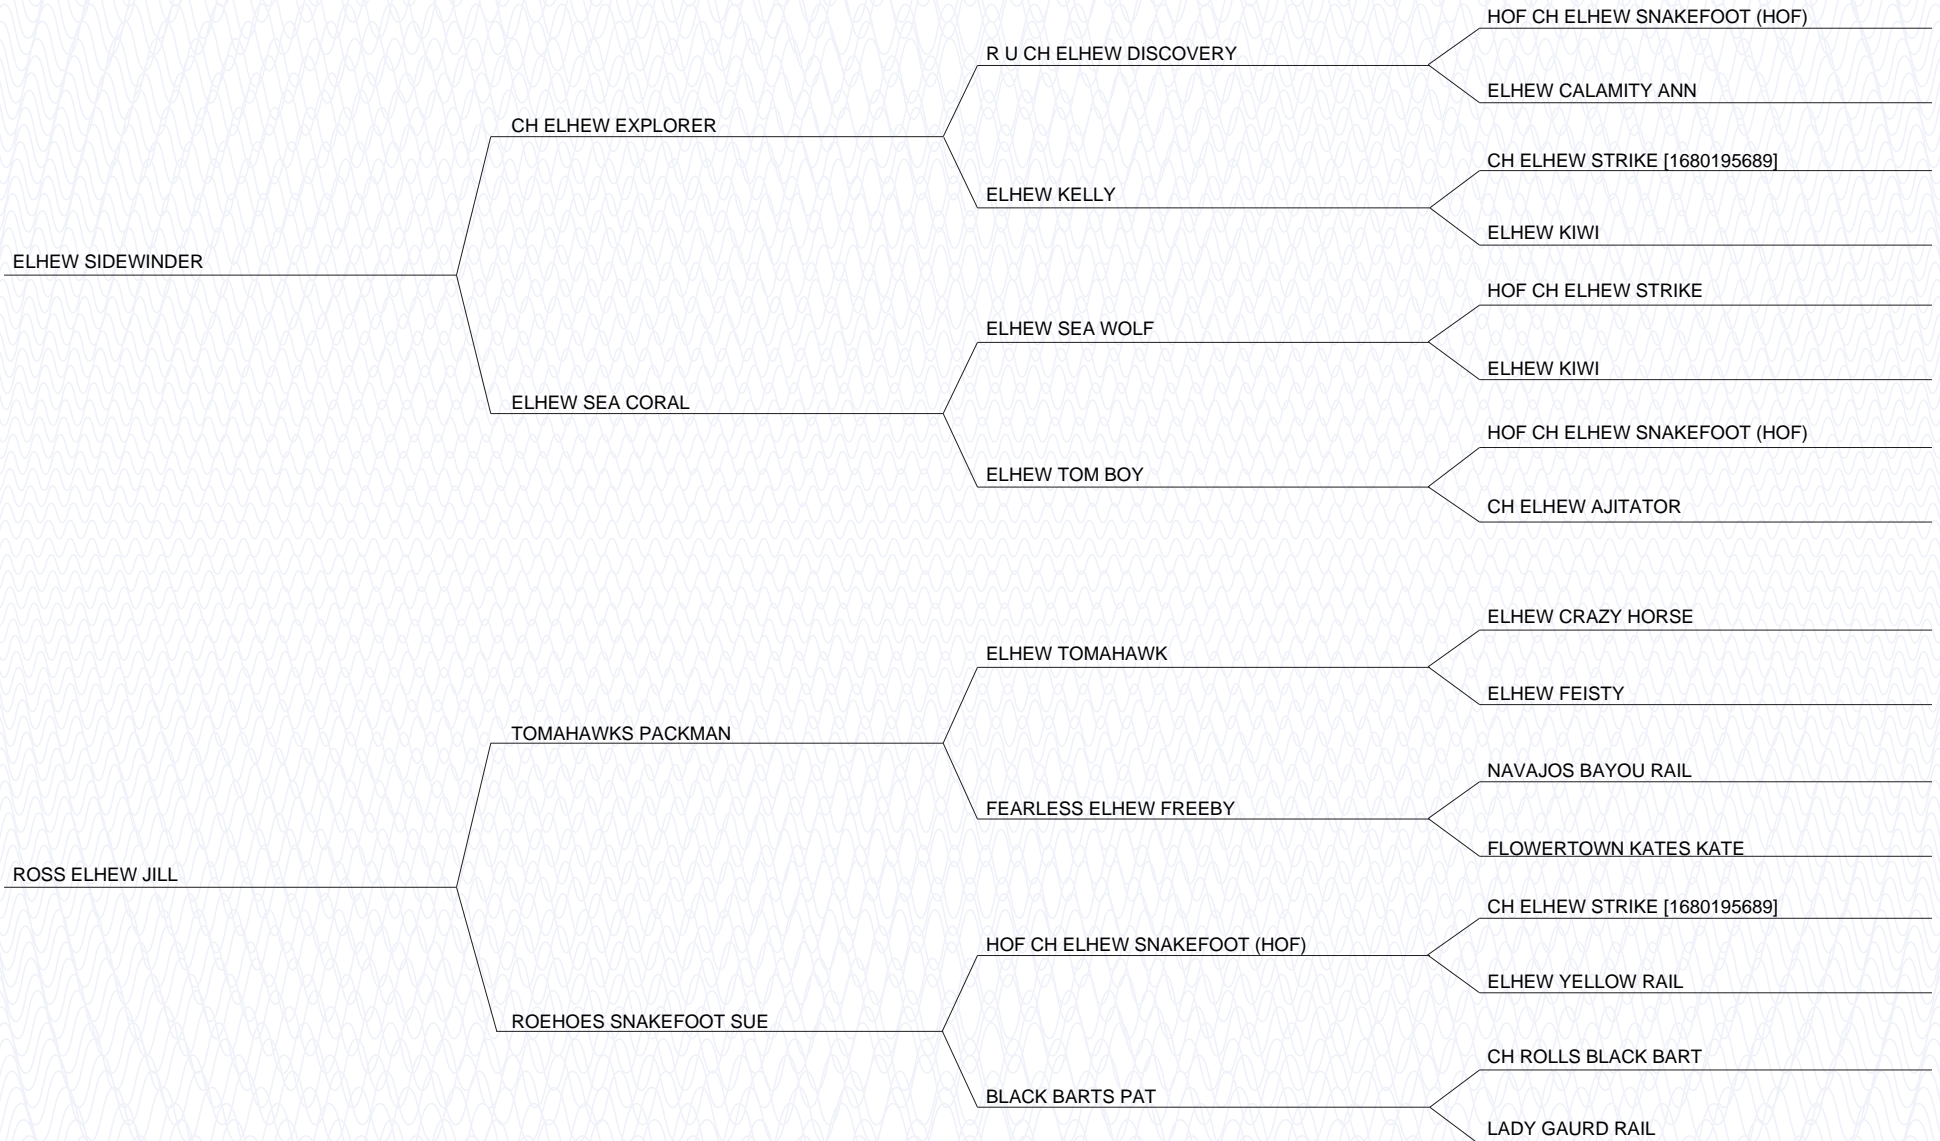 HOF CH ELHEW SNAKEFOOT (HOF)
R U CH ELHEW DISCOVERY
ELHEW CALAMITY ANN
CH ELHEW EXPLORER
CH ELHEW STRIKE [1680195689]
ELHEW KELLY
ELHEW KIWI
ELHEW SIDEWINDER
HOF CH ELHEW STRIKE
ELHEW SEA WOLF
ELHEW KIWI
ELHEW SEA CORAL
HOF CH ELHEW SNAKEFOOT (HOF)
ELHEW TOM BOY
CH ELHEW AJITATOR
ELHEW CRAZY HORSE
ELHEW TOMAHAWK
ELHEW FEISTY
TOMAHAWKS PACKMAN
NAVAJOS BAYOU RAIL
FEARLESS ELHEW FREEBY
FLOWERTOWN KATES KATE
ROSS ELHEW JILL
CH ELHEW STRIKE [1680195689]
HOF CH ELHEW SNAKEFOOT (HOF)
ELHEW YELLOW RAIL
ROEHOES SNAKEFOOT SUE
CH ROLLS BLACK BART
BLACK BARTS PAT
LADY GAURD RAIL